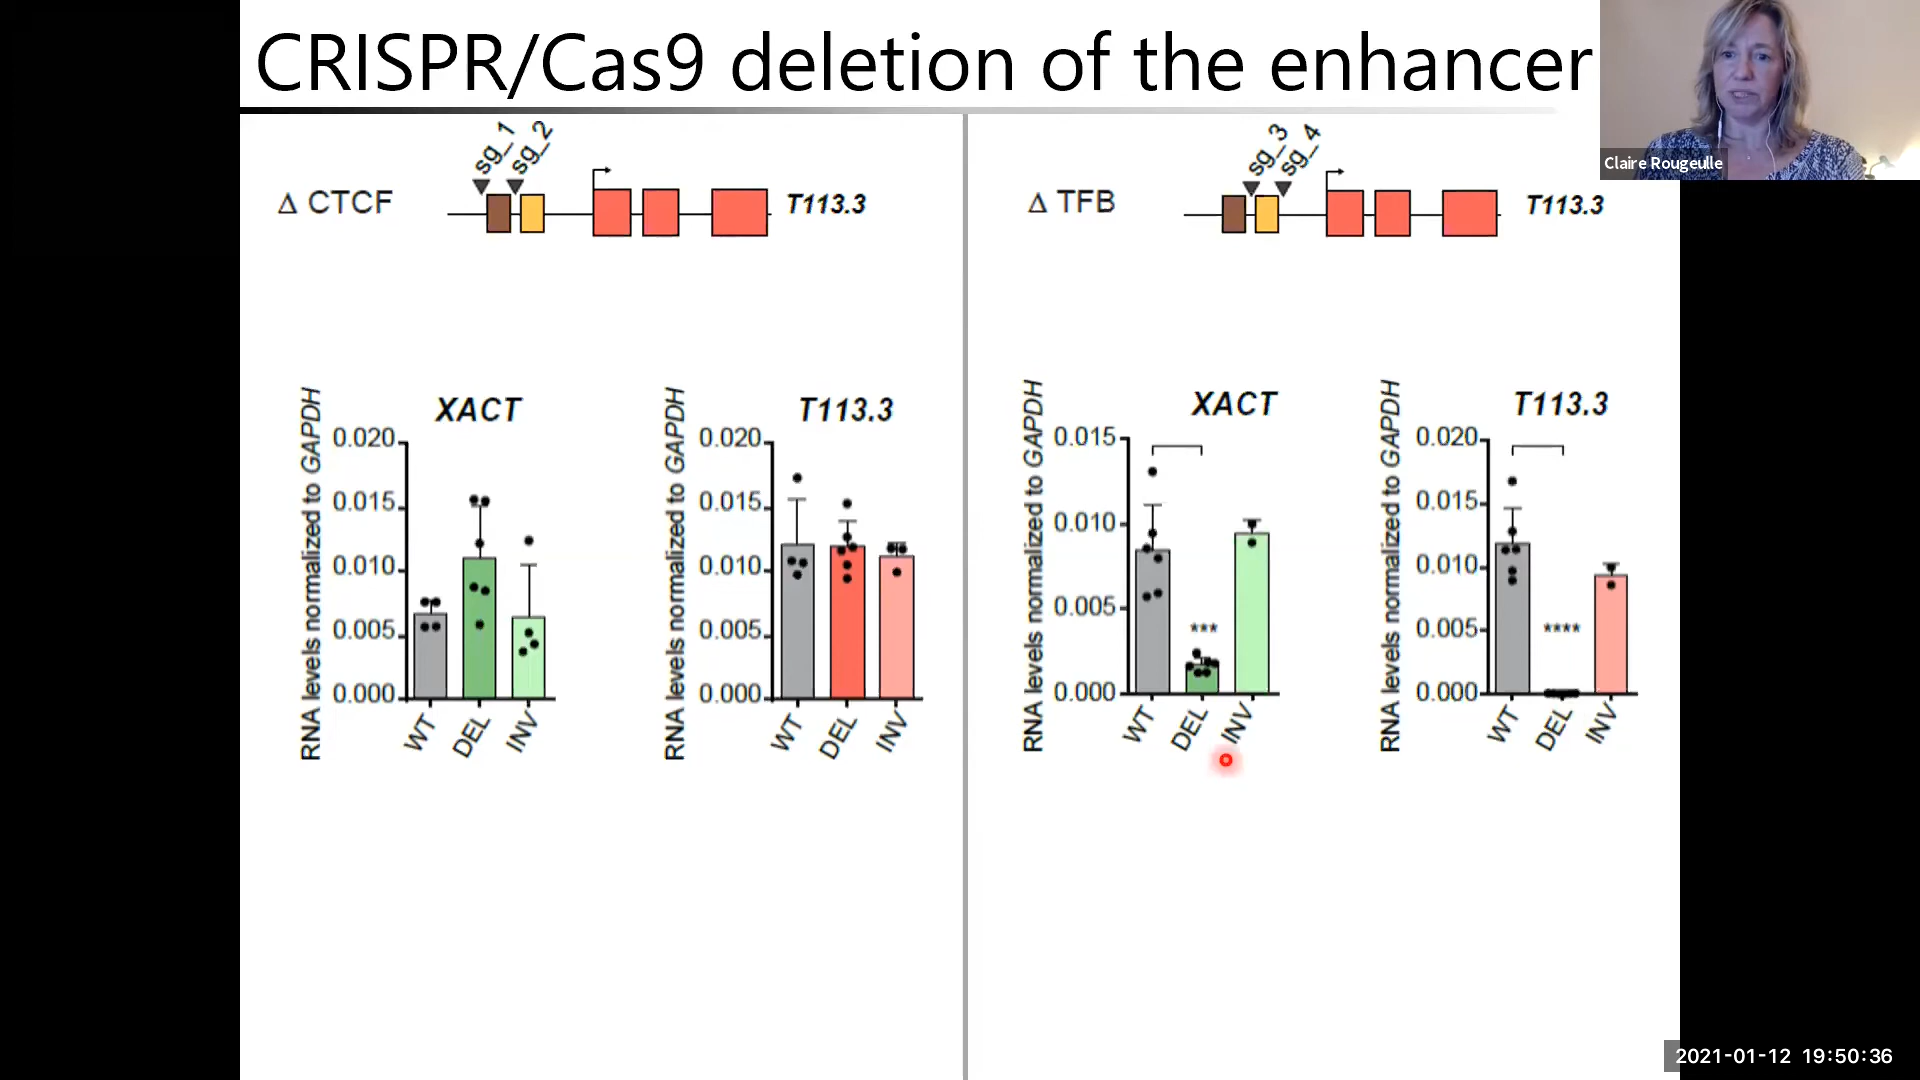 CRISPR/Cas9 deletion of the enhancer
Claire Rougeulle
Δ CTCF
sg_1
sg_2
T113.3
Δ TFB
sg_3
sg_4
T113.3
XACT
RNA levels normalized to GAPDH
0.020
0.015
0.010
0.005
0.000
WT
DEL
INV
T113.3
RNA levels normalized to GAPDH
0.020
0.015
0.010
0.005
0.000
WT
DEL
INV
XACT
RNA levels normalized to GAPDH
0.015
0.010
0.005
0.000
***
WT
DEL
INV
T113.3
RNA levels normalized to GAPDH
0.020
0.015
0.010
0.005
0.000
****
WT
DEL
INV
2021-01-12 19:50:36